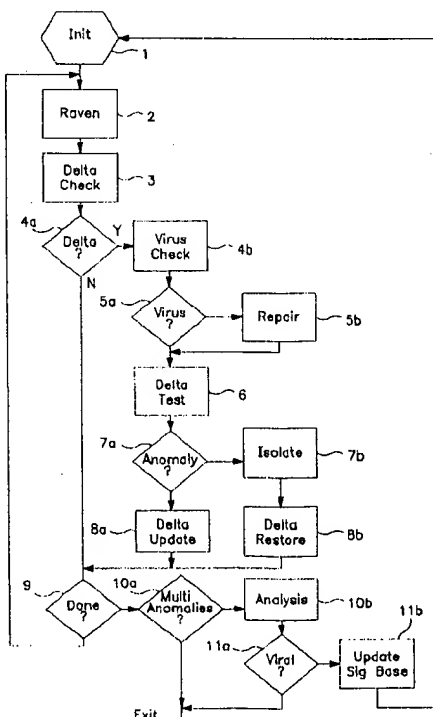 Init
1
Raven
2
Delta
Check
3
4a
Delta
?
Y
N
Virus
Check
4b
5a
Virus
?
Repair
5b
Delta
Test
6
7a
Anomaly
?
Isolate
7b
8a
Delta
Update
Delta
Restore
8b
9
Done
?
10a
Multi
Anomalies
?
Analysis
10b
11a
Viral
?
11b
Update
Sig Base
Exit